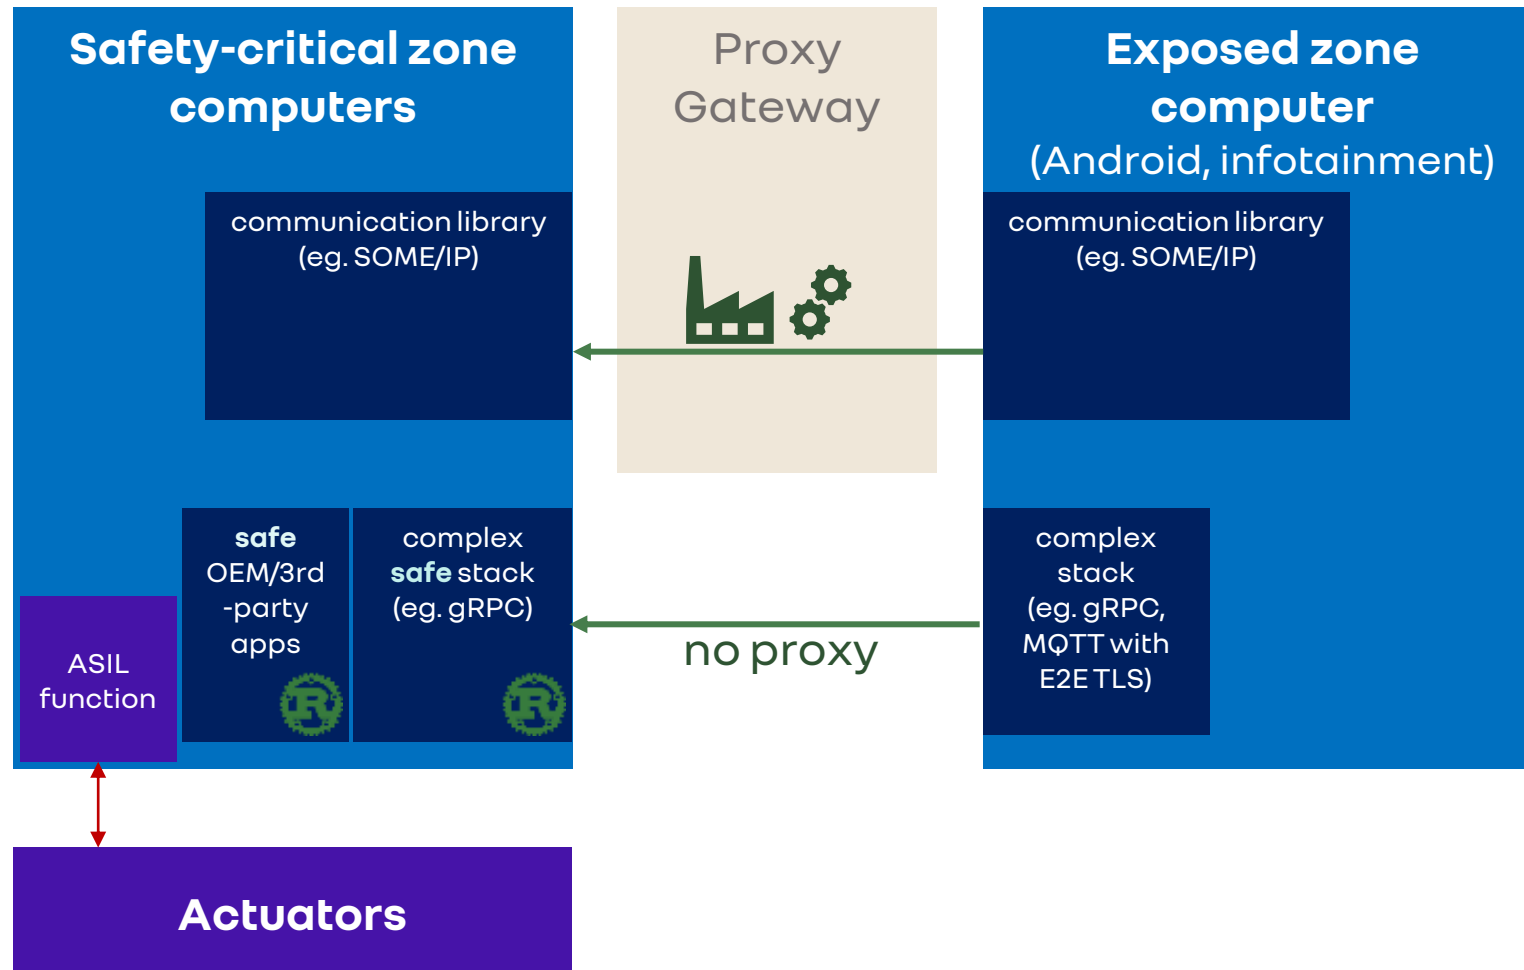 Safety-critical zone
computers
communication library
(eg. SOME/IP)
safe
OEM/3rd
-party
apps
complex
safe stack
(eg. gRPC)
ASIL
function
Actuators
Proxy
Gateway
no proxy
Exposed zone
computer
(Android, infotainment)
communication library
(eg. SOME/IP)
complex
stack
(eg. gRPC,
MQTT with
E2E TLS)
R
R